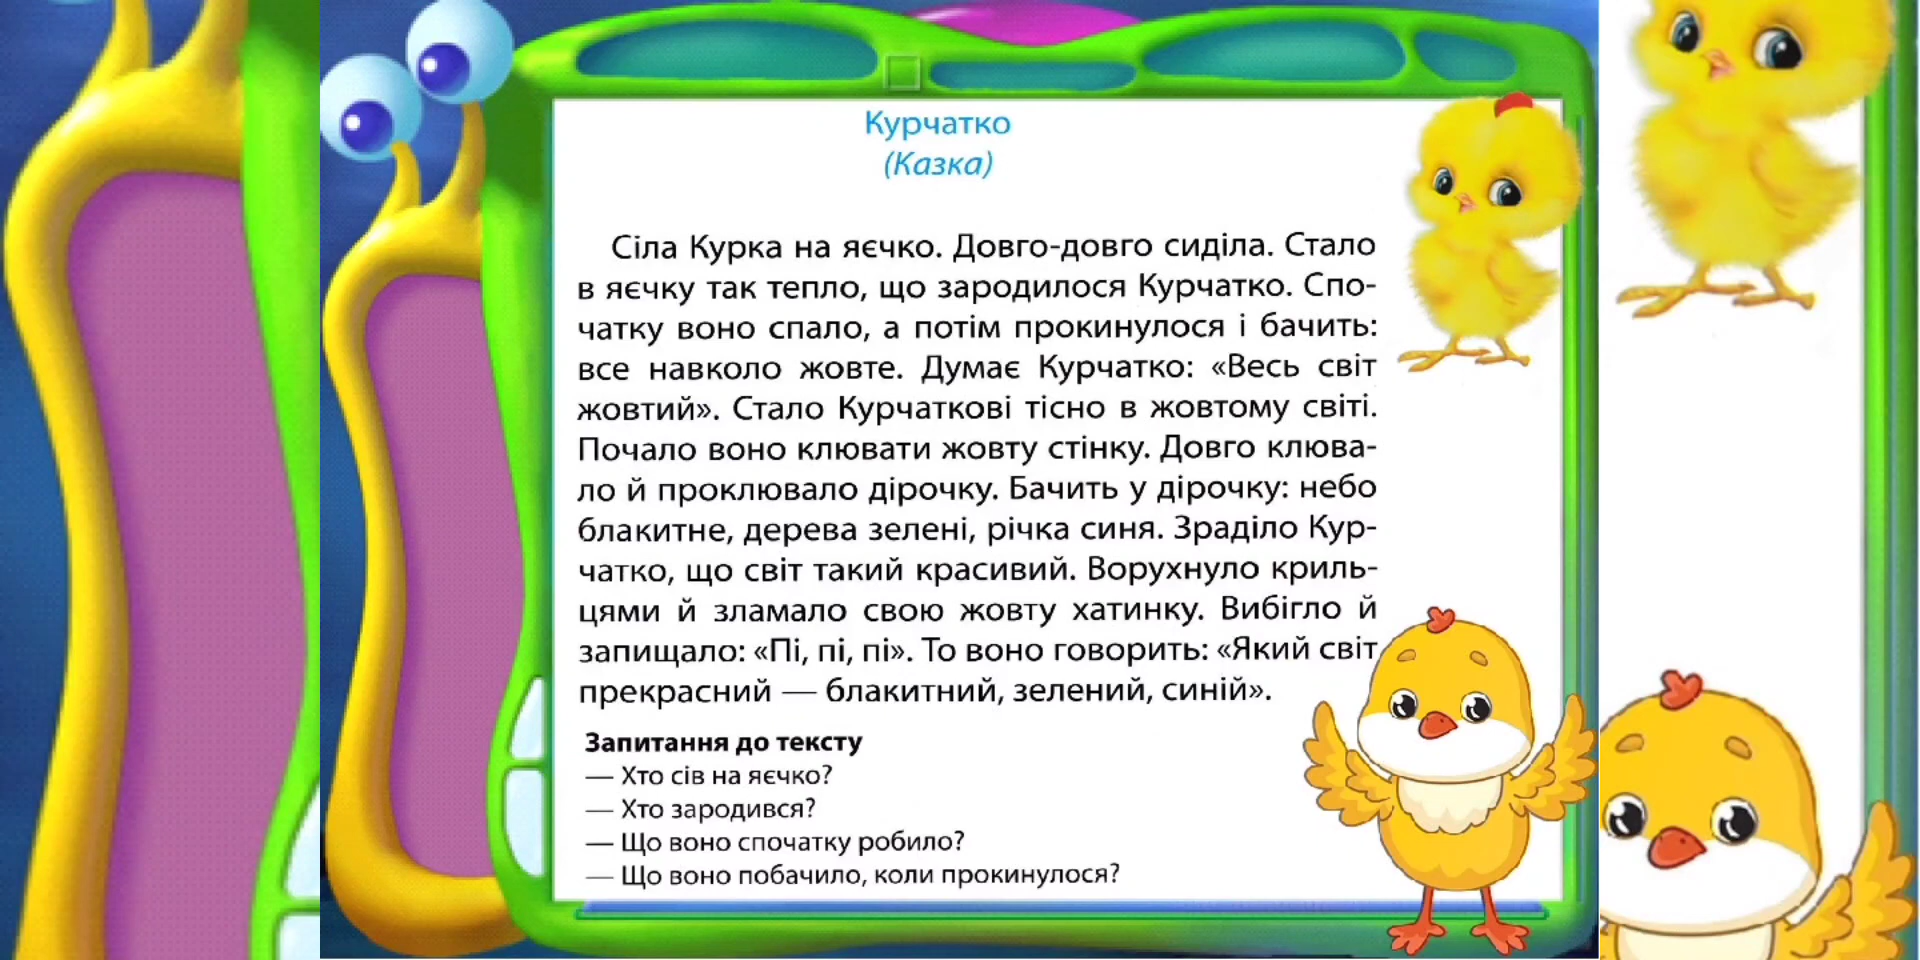 Курчатко
(Казка)
Сіла Курка на яєчко. Довго-довго сиділа. Стало
в яєчку так тепло, що зародилося Курчатко. Спо-
чатку воно спало, а потім прокинулося і бачить:
все навколо жовте. Думає Курчатко: «Весь світ
жовтий». Стало Курчаткові тісно в жовтому світі.
Почало воно клювати жовту стінку. Довго клюва-
ло й проклювало дірочку. Бачить у дірочку: небо
блакитне, дерева зелені, річка синя. Зраділо Кур-
чатко, що світ такий красивий. Ворухнуло криль-
цями й зламало свою жовту хатинку. Вибігло й
запищало: «Пі, пі, пі». То воно говорить: «Який світ
прекрасний — блакитний, зелений, синій».
Запитання до тексту
— Хто сів на яєчко?
— Хто зародився?
— Що воно спочатку робило?
— Що воно побачило, коли прокинулося?